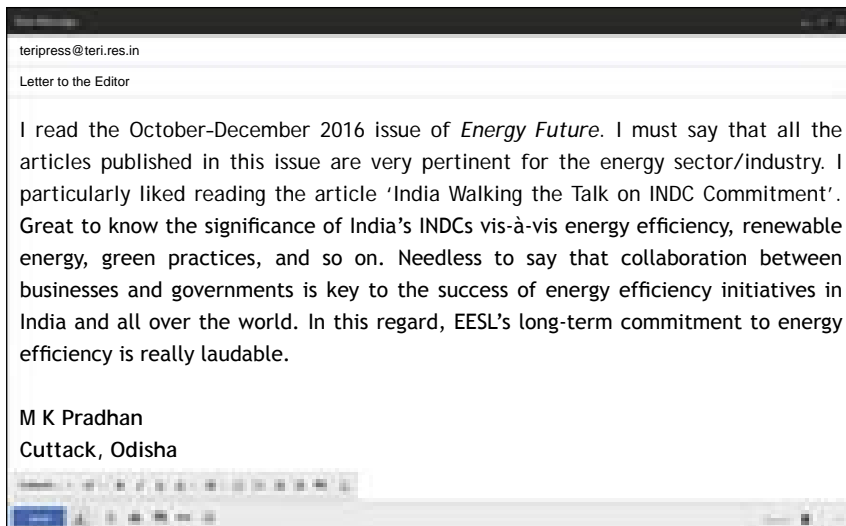 teripress@teri.res.in
Letter to the Editor
I read the October-December 2016 issue of Energy Future. I must say that all the
articles published in this issue are very pertinent for the energy sector/industry. I
particularly liked reading the article ‘India Walking the Talk on INDC Commitment’.
Great to know the significance of India’s INDCs vis-à-vis energy efficiency, renewable
energy, green practices, and so on. Needless to say that collaboration between
businesses and governments is key to the success of energy efficiency initiatives in
India and all over the world. In this regard, EESL’s long-term commitment to energy
efficiency is really laudable.
M K Pradhan
Cuttack, Odisha